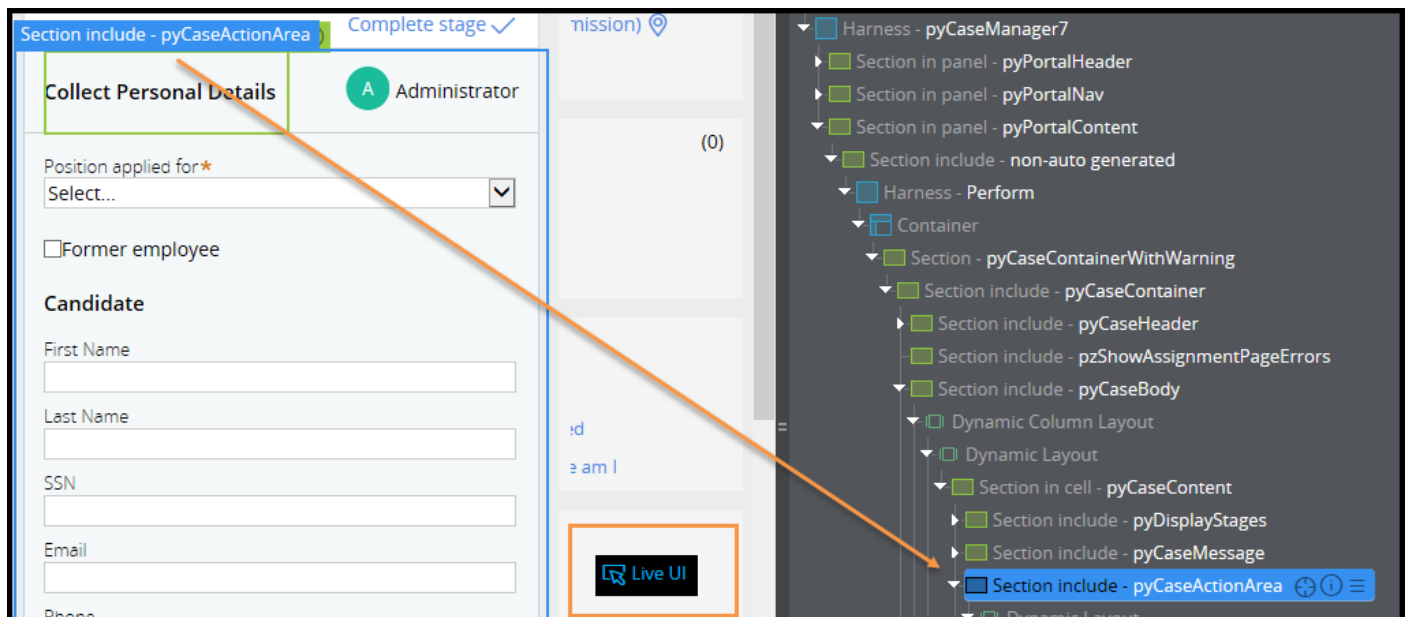 Section include - pyCaseActionArea
Complete stage
Collect Personal Details
A Administrator
Position applied for*
Select...
Former employee
Candidate
First Name
Last Name
SSN
Email
Phone
mission)
(0)
ed
e am I
Live UI
Harness - pyCaseManager7
Section in panel - pyPortalHeader
Section in panel - pyPortalNav
Section in panel - pyPortalContent
Section include - non-auto generated
Harness - Perform
Container
Section - pyCaseContainerWithWarning
Section include - pyCaseContainer
Section include - pyCaseHeader
Section include - pzShowAssignmentPageErrors
Section include - pyCaseBody
Dynamic Column Layout
Dynamic Layout
Section in cell - pyCaseContent
Section include - pyDisplayStages
Section include - pyCaseMessage
Section include - pyCaseActionArea
Dynamic Layout